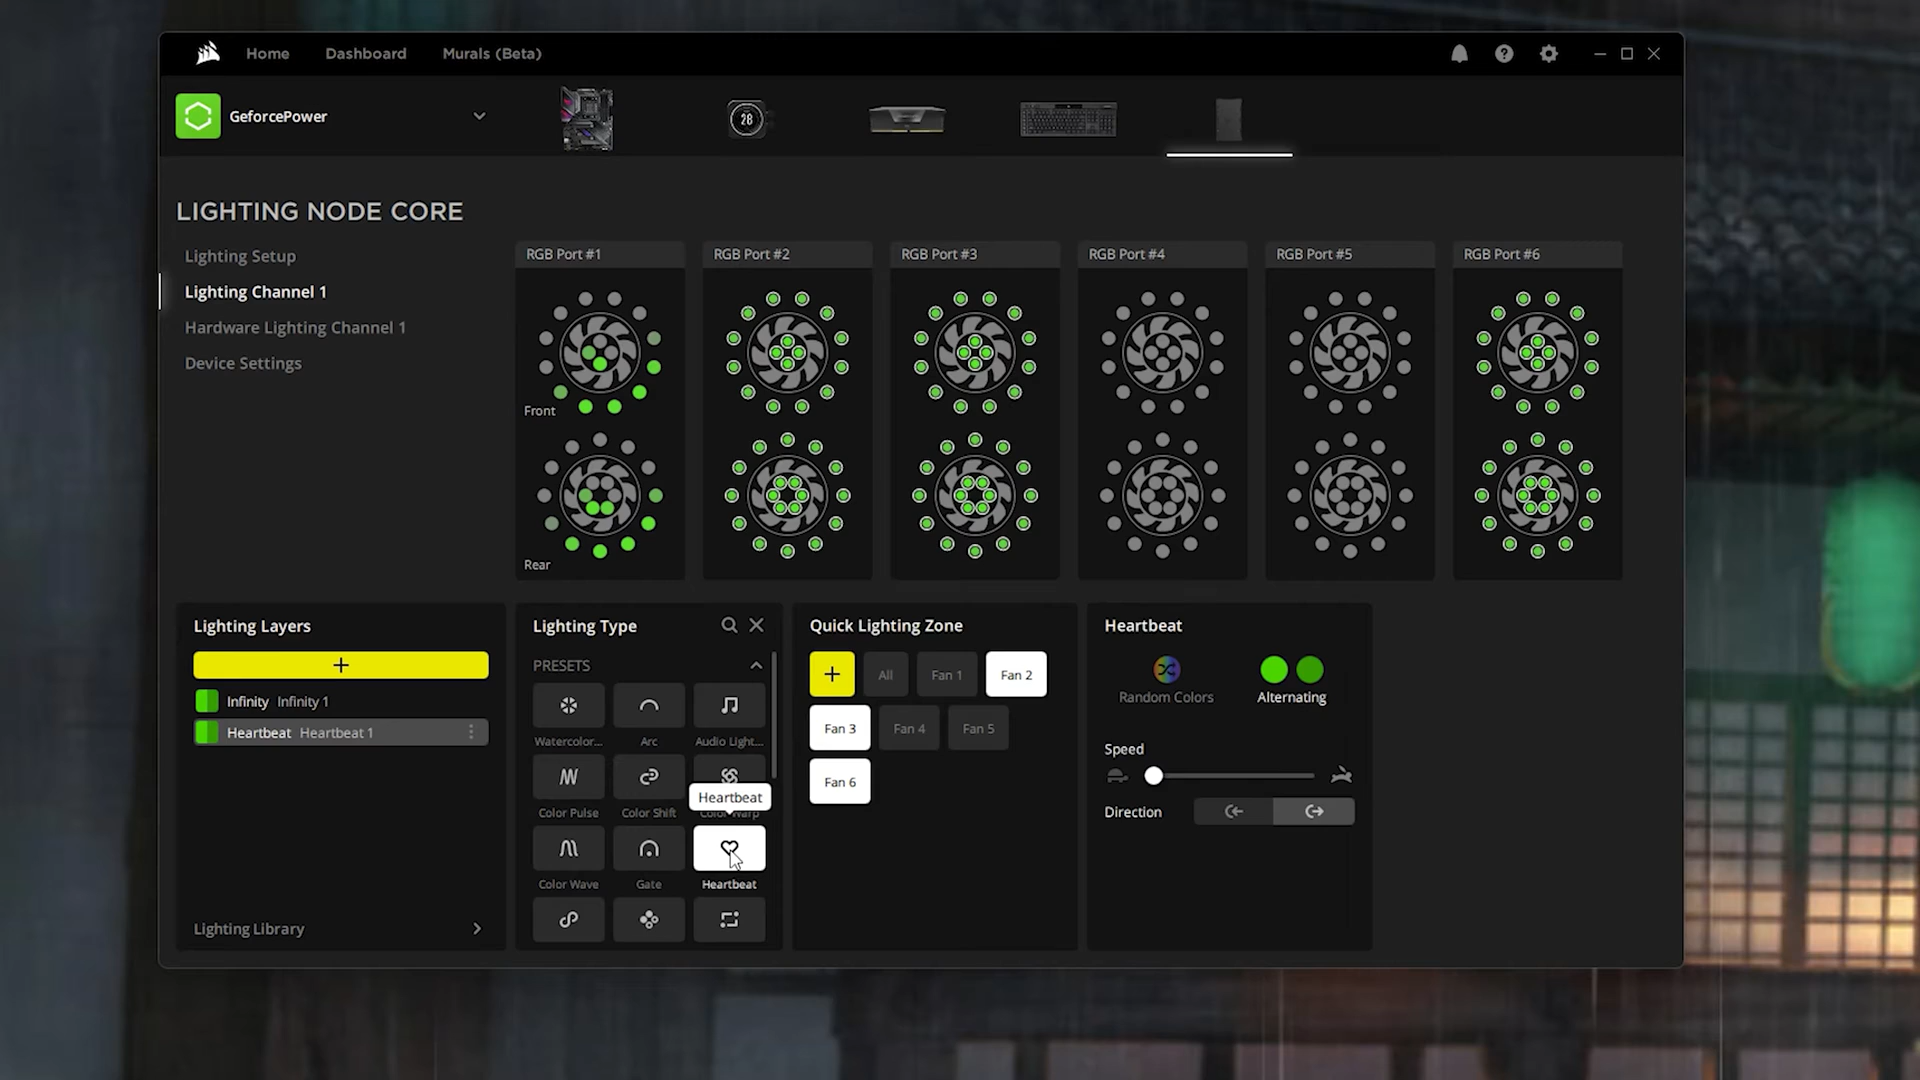 Home Dashboard Murals (Beta)
GeforcePower
28
LIGHTING NODE CORE
Lighting Setup
Lighting Channel 1
Hardware Lighting Channel 1
Device Settings
RGB Port #1 RGB Port #2 RGB Port #3 RGB Port #4 RGB Port #5 RGB Port #6
Front
Rear
Lighting Layers
+
Infinity Infinity 1
Heartbeat Heartbeat 1
Lighting Library
Lighting Type
PRESETS
Watercolor... Arc Audio Light...
Color Pulse Color Shift Color Warp
Heartbeat
Color Wave Gate Heartbeat
Quick Lighting Zone
+ All Fan 1 Fan 2
Fan 3 Fan 4 Fan 5
Fan 6
Heartbeat
Random Colors Alternating
Speed
Direction